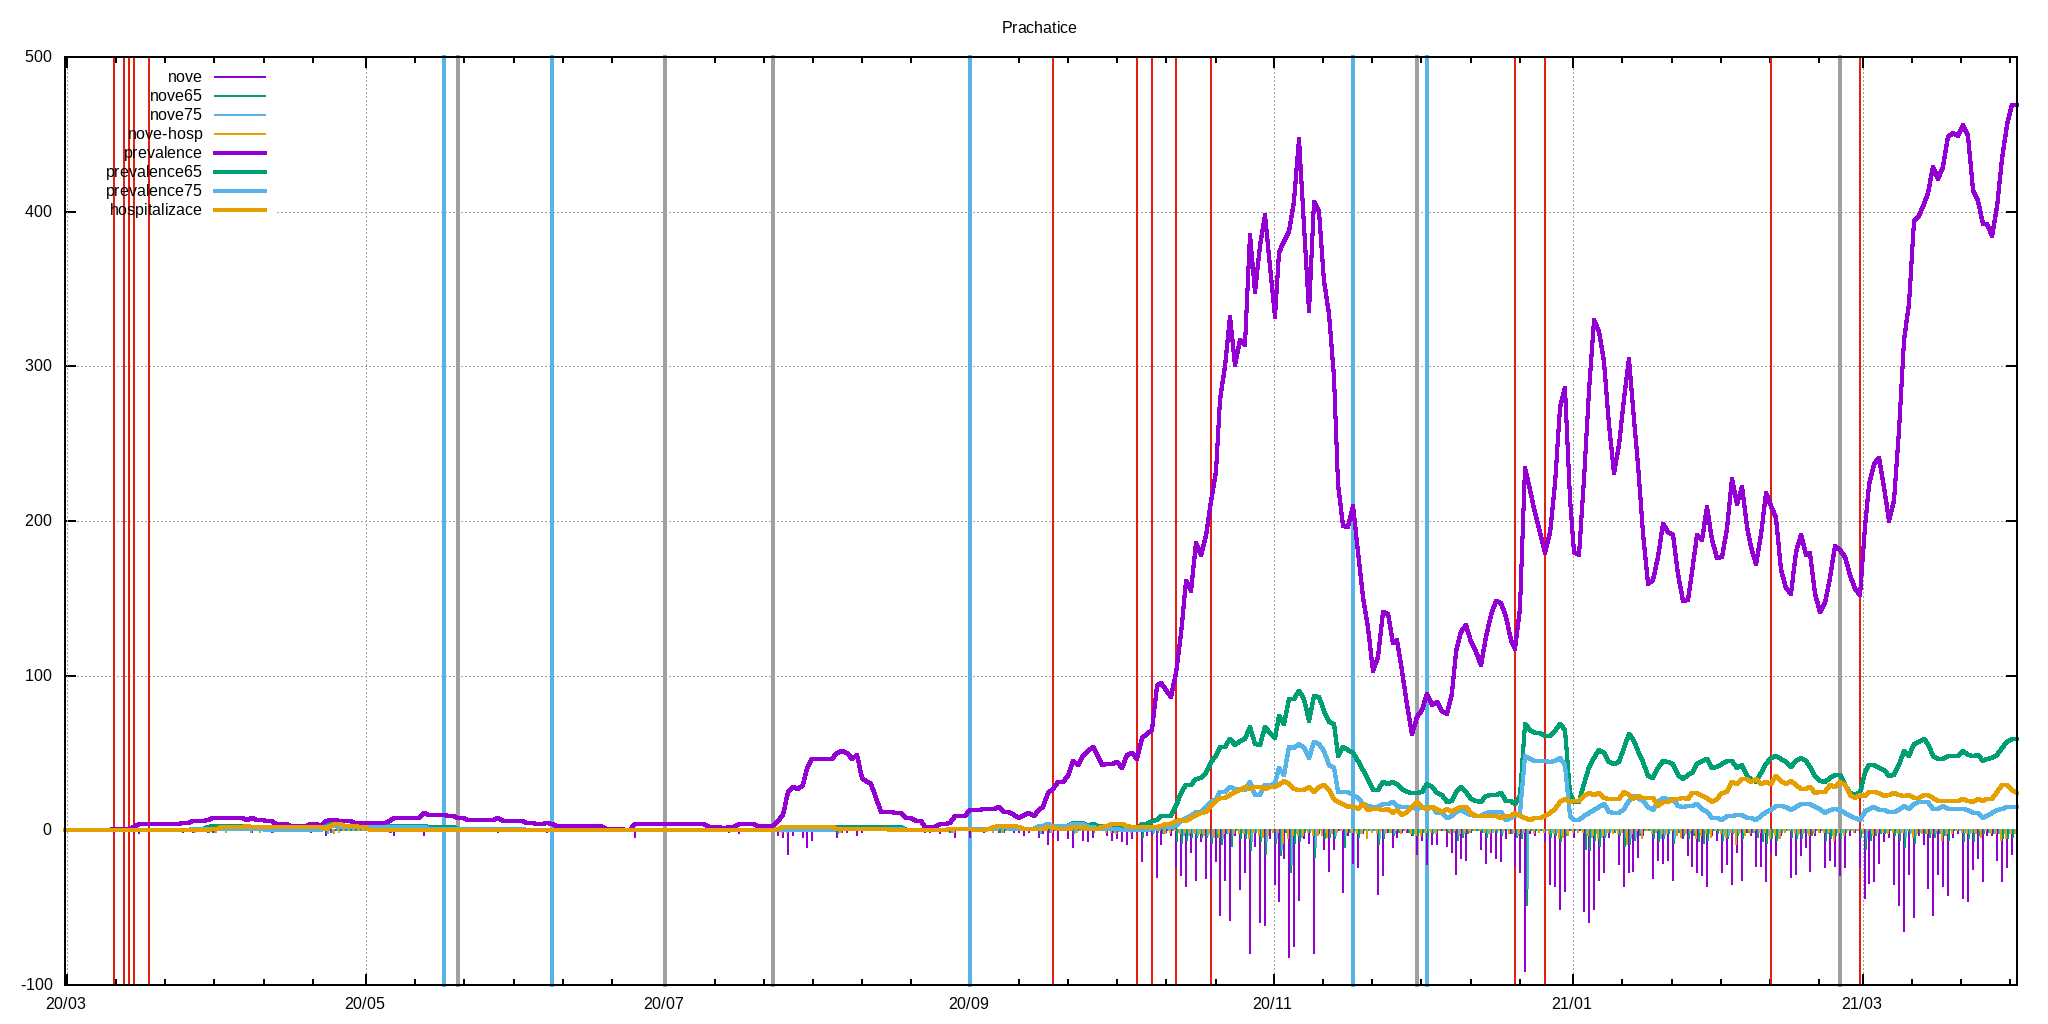 Prachatice
500
400
300
200
100
0
-100
nove
nove65
nove75
nove-hosp
prevalence
prevalence65
prevalence75
hospitalizace
20/03
20/05
20/07
20/09
20/11
21/01
21/03